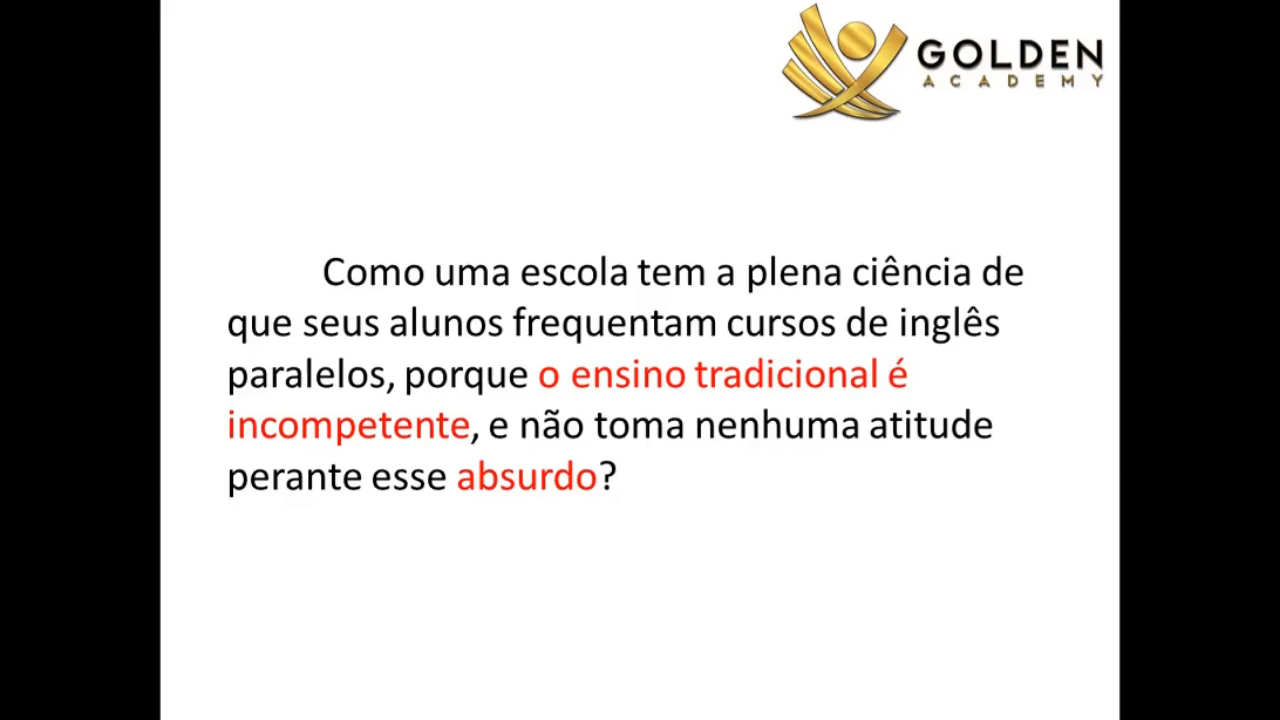 GOLDEN
ACADEMY
Como uma escola tem a plena ciência de
que seus alunos frequentam cursos de inglês
paralelos, porque o ensino tradicional é
incompetente, e não toma nenhuma atitude
perante esse absurdo?